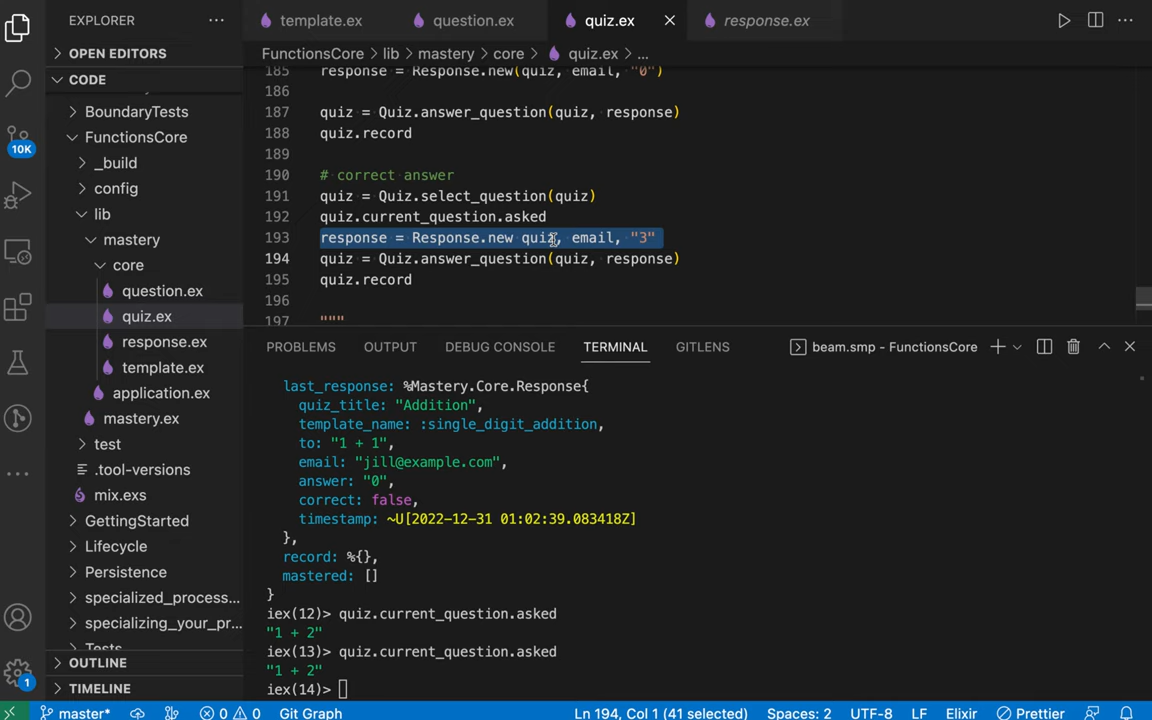 EXPLORER
template.ex
question.ex
quiz.ex
response.ex
OPEN EDITORS
FunctionsCore > lib > mastery > core > quiz.ex > ...
CODE
BoundaryTests
FunctionsCore
_build
config
lib
mastery
core
question.ex
quiz.ex
response.ex
template.ex
application.ex
mastery.ex
test
.tool-versions
mix.exs
GettingStarted
Lifecycle
Persistence
specialized_process...
specializing_your_pr...
Tests
OUTLINE
TIMELINE
10K
1
185 response = Response.new(quiz, email, "0")
186
187 quiz = Quiz.answer_question(quiz, response)
188 quiz.record
189
190 # correct answer
191 quiz = Quiz.select_question(quiz)
192 quiz.current_question.asked
193 response = Response.new quiz, email, "3"
194 quiz = Quiz.answer_question(quiz, response)
195 quiz.record
196
197 """
PROBLEMS OUTPUT DEBUG CONSOLE TERMINAL GITLENS beam.smp - FunctionsCore
last_response: %Mastery.Core.Response{
quiz_title: "Addition",
template_name: :single_digit_addition,
to: "1 + 1",
email: "jill@example.com",
answer: "0",
correct: false,
timestamp: ~U[2022-12-31 01:02:39.083418Z]
},
record: %{},
mastered: []
}
iex(12)> quiz.current_question.asked
"1 + 2"
iex(13)> quiz.current_question.asked
"1 + 2"
iex(14)>
master* 0 0 Git Graph Ln 194, Col 1 (41 selected) Spaces: 2 UTF-8 LF Elixir Prettier